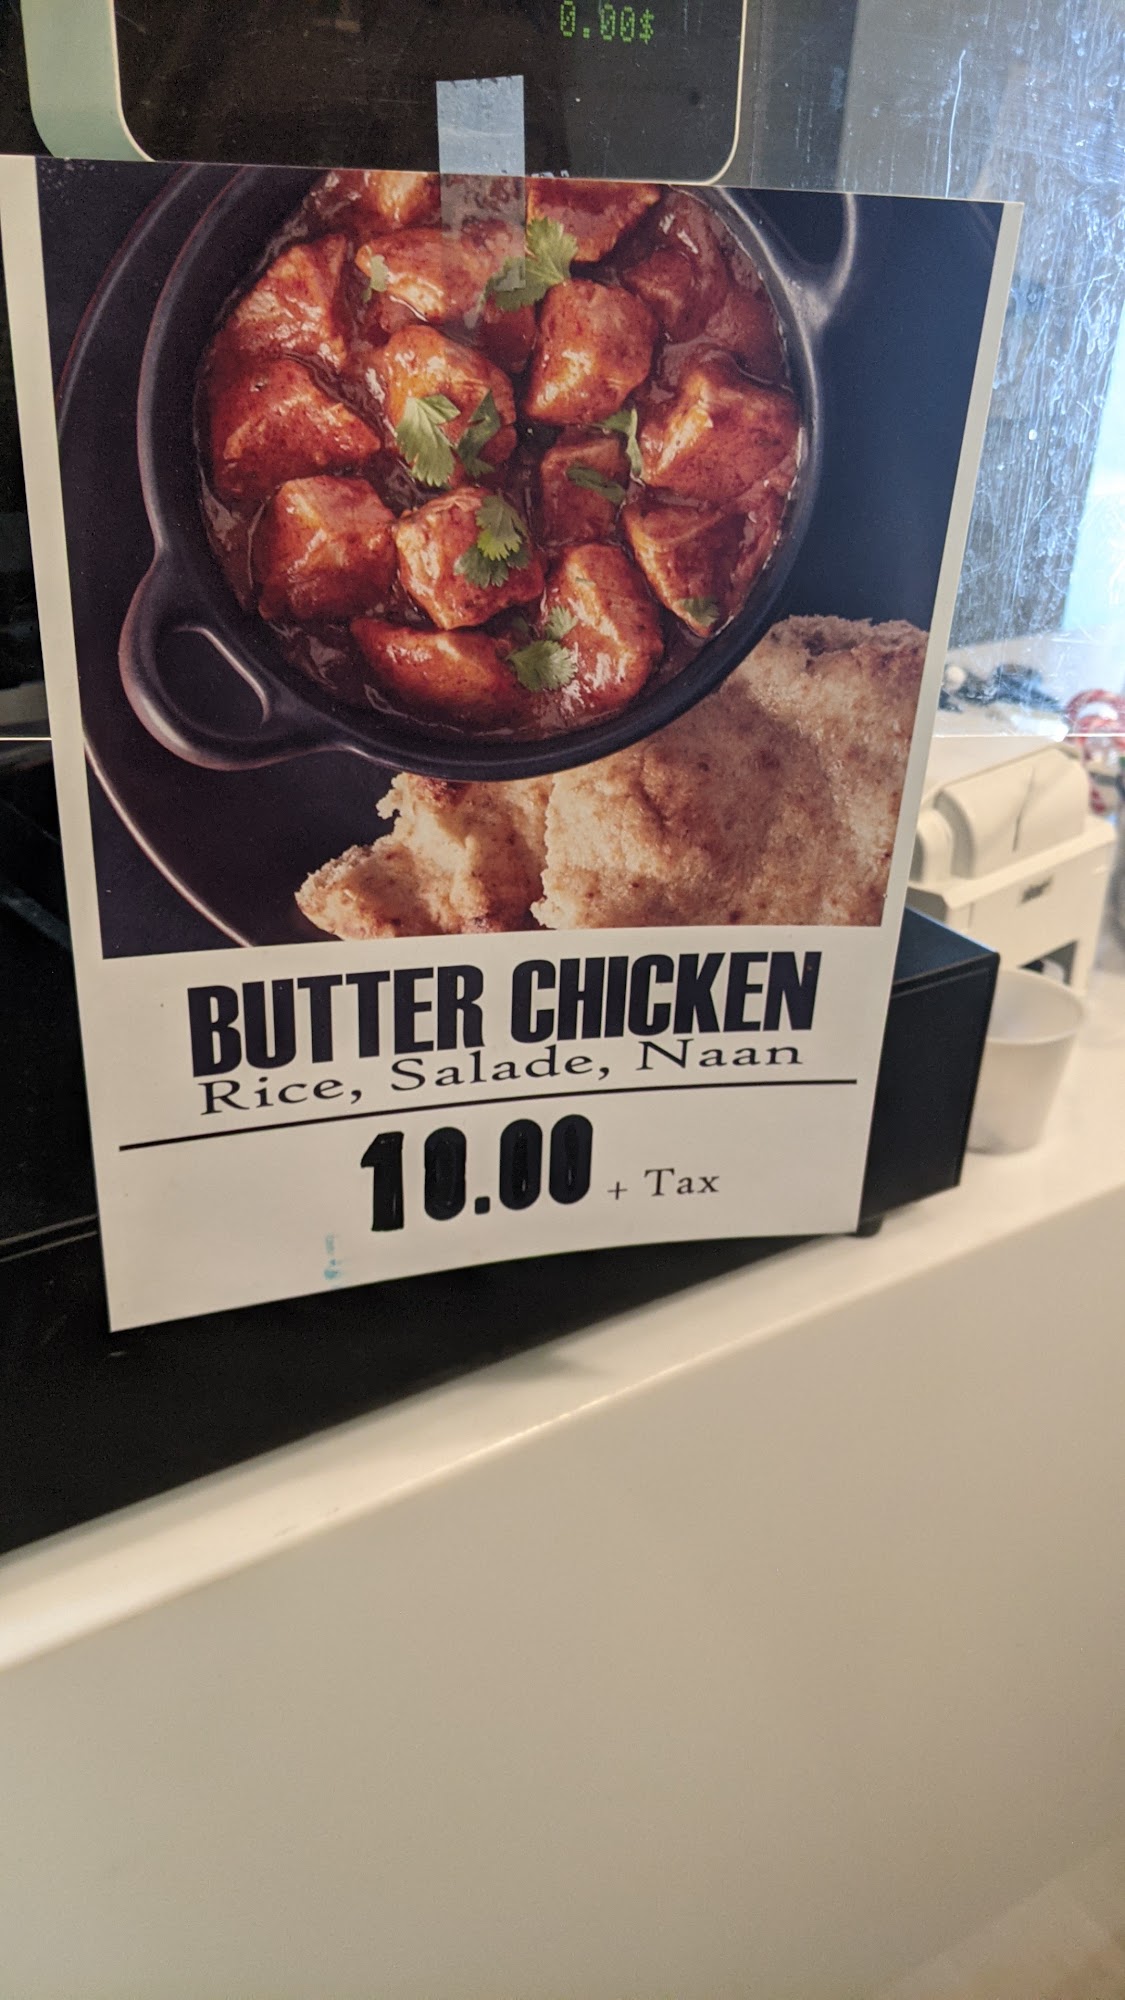 0.00$
BUTTER CHICKEN
Rice, Salade, Naan
10.00 + Tax